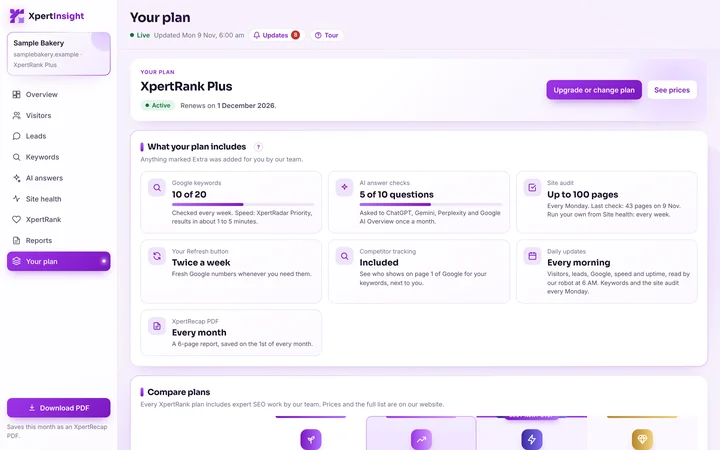 XpertInsight
Sample Bakery
samplebakery.example ·
XpertRank Plus
Overview
Visitors
Leads
Keywords
AI answers
Site health
XpertRank
Reports
Your plan
Download PDF
Saves this month as an XpertRecap
PDF.
Your plan
Live Updated Mon 9 Nov, 6:00 am
Updates 8
Tour
YOUR PLAN
XpertRank Plus
Active Renews on 1 December 2026.
Upgrade or change plan
See prices
What your plan includes ?
Anything marked Extra was added for you by our team.
Google keywords
10 of 20
Checked every week. Speed: XpertRadar Priority,
results in about 1 to 5 minutes.
AI answer checks
5 of 10 questions
Asked to ChatGPT, Gemini, Perplexity and Google
AI Overview once a month.
Site audit
Up to 100 pages
Every Monday. Last check: 43 pages on 9 Nov.
Run your own from Site health: every week.
Your Refresh button
Twice a week
Fresh Google numbers whenever you need them.
Competitor tracking
Included
See who shows on page 1 of Google for your
keywords, next to you.
Daily updates
Every morning
Visitors, leads, Google, speed and uptime, read by
our robot at 6 AM. Keywords and the site audit
every Monday.
XpertRecap PDF
Every month
A 6-page report, saved on the 1st of every month.
Compare plans
Every XpertRank plan includes expert SEO work by our team. Prices and the full list are on our website.